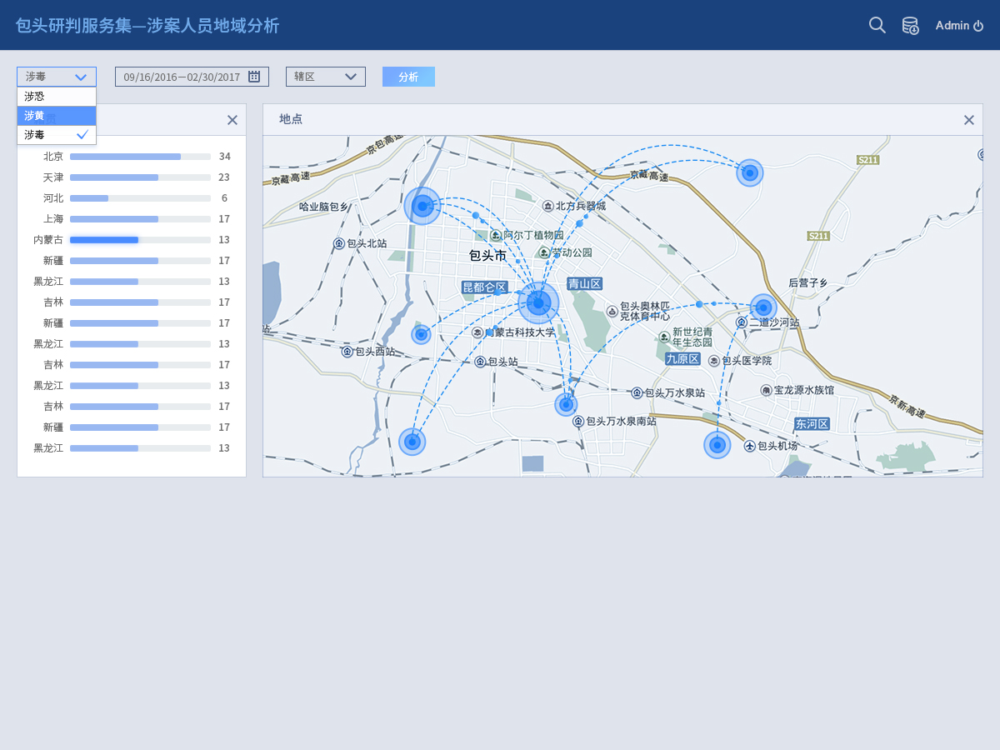 包头研判服务集—涉案人员地域分析
Admin
涉毒
09/16/2016—02/30/2017
辖区
分析
涉恐
涉黄
涉毒
北京 34
天津 23
河北 6
上海 17
内蒙古 13
新疆 17
黑龙江 13
吉林 17
新疆 17
黑龙江 13
吉林 17
黑龙江 13
吉林 17
新疆 17
黑龙江 13
地点
京包高速
京藏高速
京藏高速
S211
哈业脑包乡
北方兵器城
阿尔丁植物园
S211
包头北站
包头市
劳动公园
昆都仑区
青山区
后营子乡
包头奥林匹
克体育中心
二道沙河站
站
内蒙古科技大学
新世纪青
年生态园
包头西站
包头站
九原区
包头医学院
包头万水泉站
宝龙源水族馆
京新高速
包头万水泉南站
东河区
包头机场